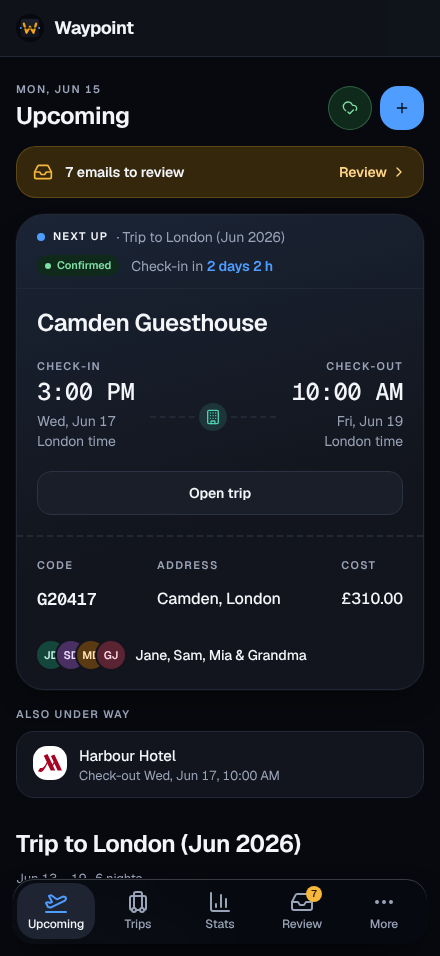 Waypoint
MON, JUN 15
Upcoming
7 emails to review
Review
NEXT UP · Trip to London (Jun 2026)
Confirmed Check-in in 2 days 2 h
Camden Guesthouse
CHECK-IN CHECK-OUT
3:00 PM 10:00 AM
Wed, Jun 17 Fri, Jun 19
London time London time
Open trip
CODE ADDRESS COST
G20417 Camden, London £310.00
GJ Jane, Sam, Mia & Grandma
ALSO UNDER WAY
Harbour Hotel
Check-out Wed, Jun 17, 10:00 AM
Trip to London (Jun 2026)
7
Upcoming Trips Stats Review More